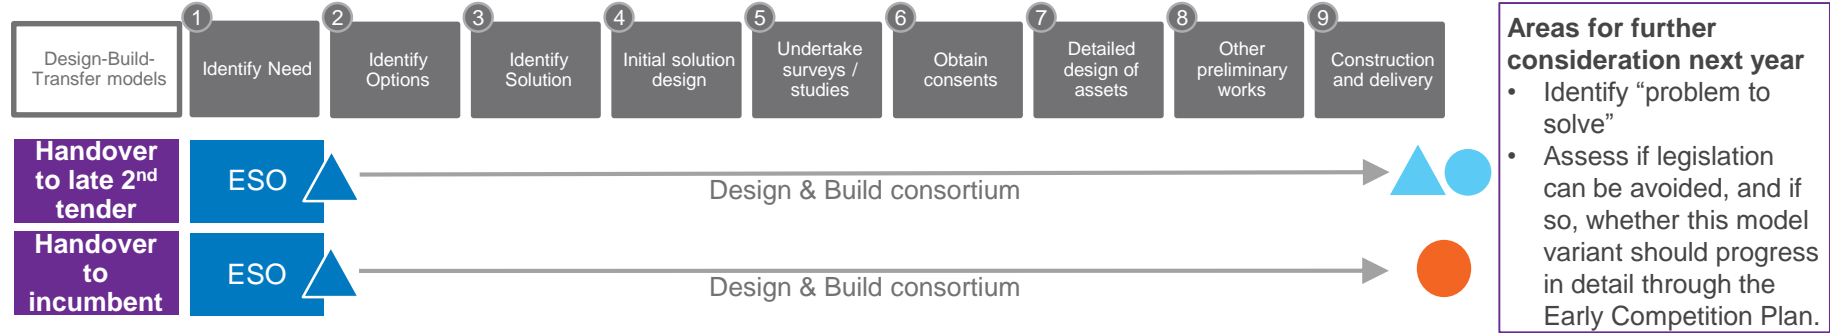 Design-Build-
Transfer models
1
Identify Need
2
Identify
Options
3
Identify
Solution
4
Initial solution
design
5
Undertake
surveys /
studies
6
Obtain
consents
7
Detailed
design of
assets
8
Other
preliminary
works
9
Construction
and delivery
Handover
to late 2nd
tender
ESO
Design & Build consortium
Handover
to
incumbent
ESO
Design & Build consortium
Areas for further
consideration next year
• Identify “problem to
solve”
• Assess if legislation
can be avoided, and if
so, whether this model
variant should progress
in detail through the
Early Competition Plan.